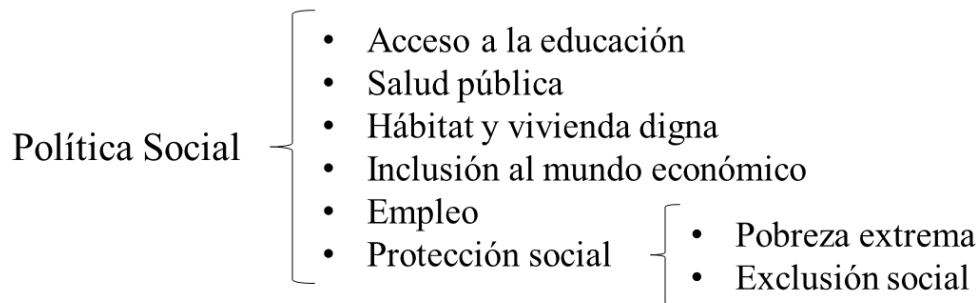 Política Social
• Acceso a la educación
• Salud pública
• Hábitat y vivienda digna
• Inclusión al mundo económico
• Empleo
• Protección social
• Pobreza extrema
• Exclusión social